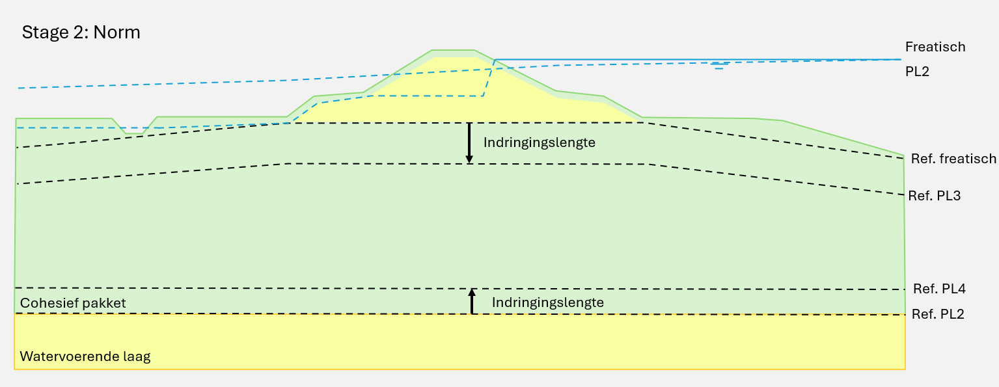 Stage 2: Norm
Freatisch
PL2
Indringingslengte
Ref. freatisch
Ref. PL3
Ref. PL4
Cohesief pakket
Indringingslengte
Ref. PL2
Watervoerende laag